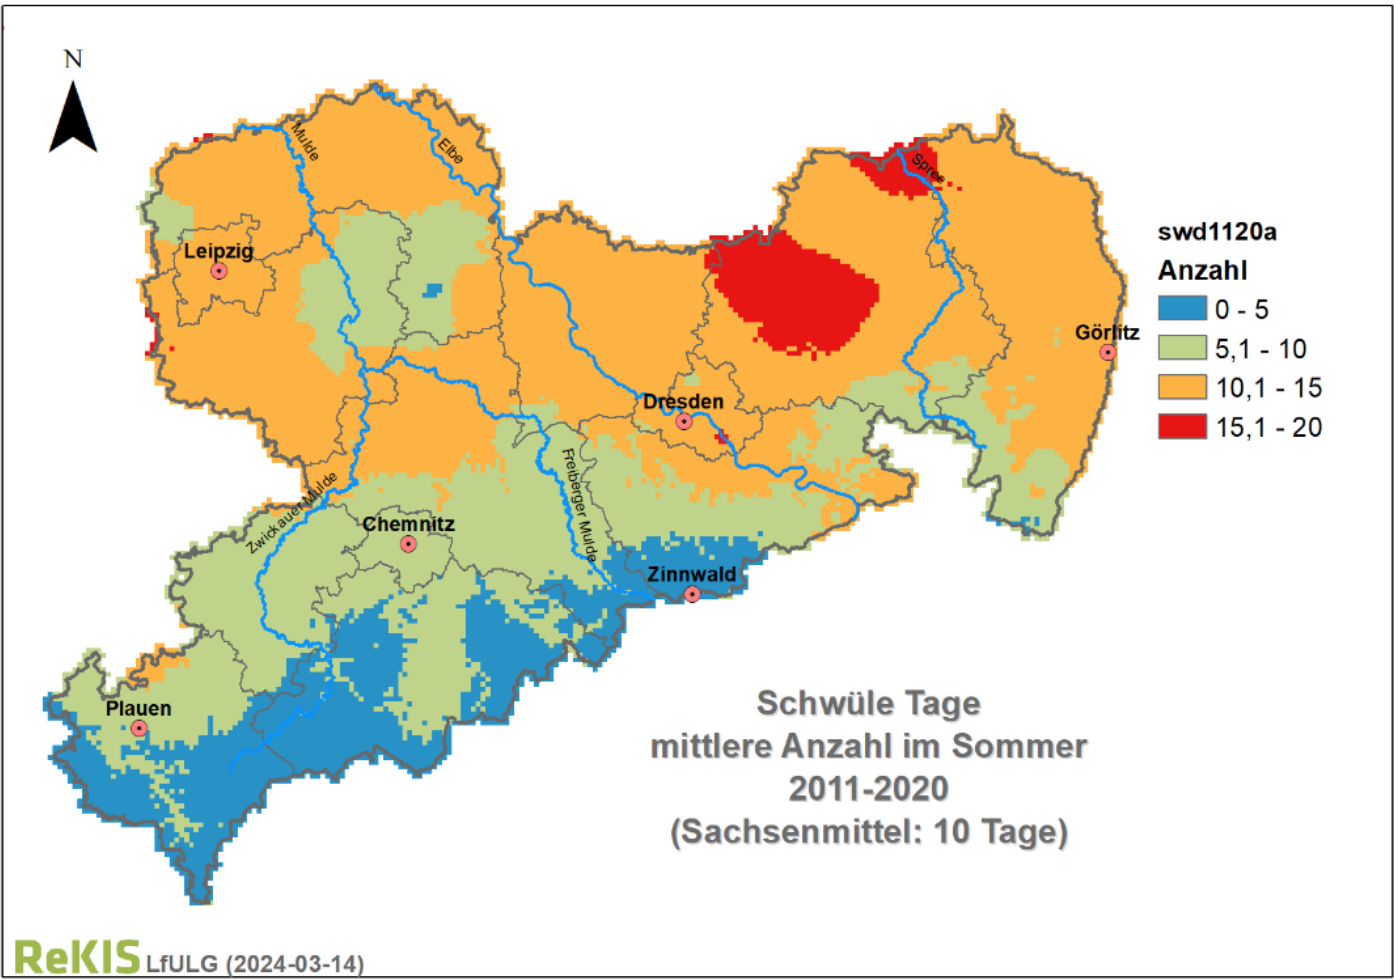 N
Mulde
Elbe
Spree
Leipzig
swd1120a
Anzahl
0 - 5
5,1 - 10
10,1 - 15
15,1 - 20
Görlitz
Dresden
Freiberger Mulde
Zwickauer Mulde
Chemnitz
Zinnwald
Plauen
Schwüle Tage
mittlere Anzahl im Sommer
2011-2020
(Sachsenmittel: 10 Tage)
ReKIS LfULG (2024-03-14)